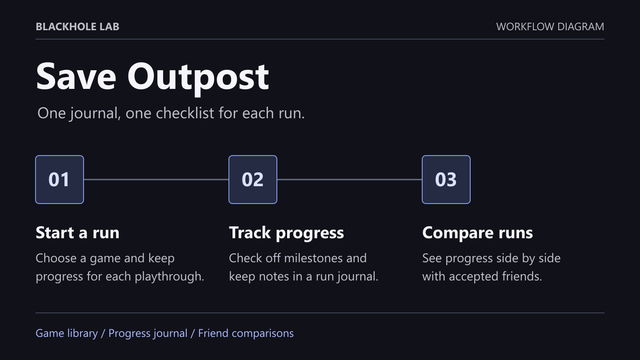 BLACKHOLE LAB
WORKFLOW DIAGRAM
Save Outpost
One journal, one checklist for each run.
01
02
03
Start a run
Choose a game and keep
progress for each playthrough.
Track progress
Check off milestones and
keep notes in a run journal.
Compare runs
See progress side by side
with accepted friends.
Game library / Progress journal / Friend comparisons